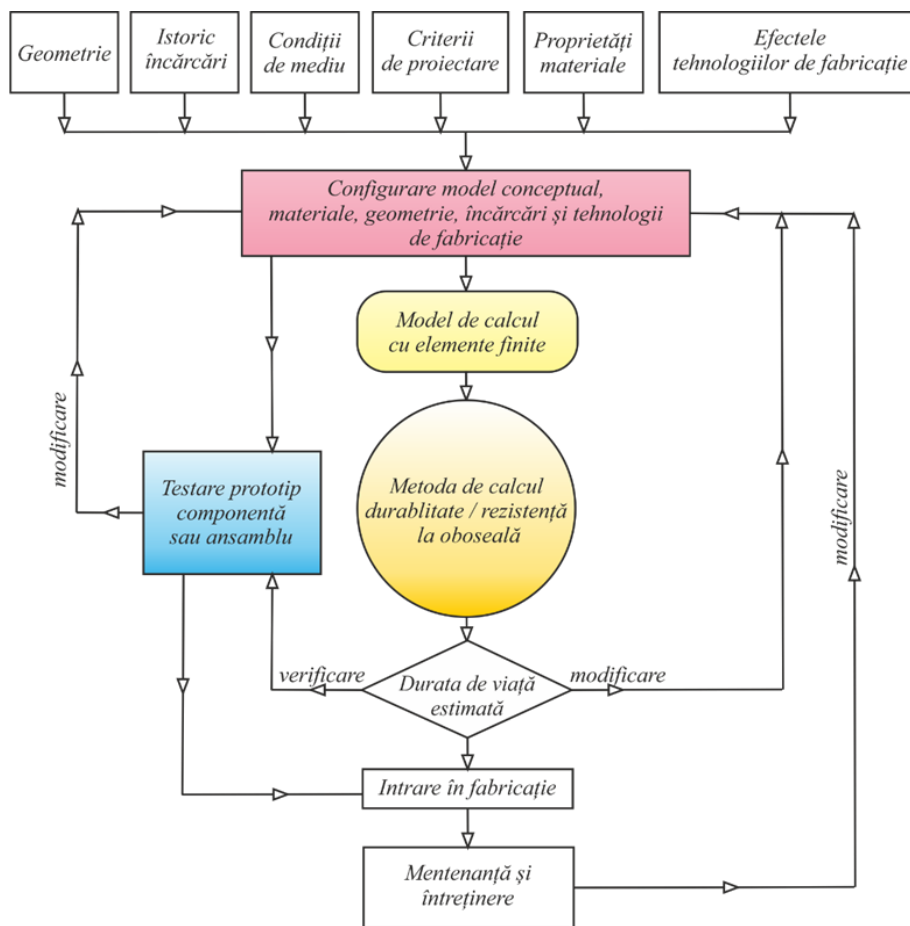 Geometrie
Istoric
încărcări
Condiții
de mediu
Criterii
de proiectare
Proprietăți
materiale
Efectele
tehnologiilor de fabricație
Configurare model conceptual,
materiale, geometrie, încărcări și tehnologii
de fabricație
Model de calcul
cu elemente finite
modificare
Testare prototip
componentă
sau ansamblu
Metoda de calcul
durablitate / rezistență
la oboseală
modificare
verificare
Durata de viață
estimată
modificare
Intrare în fabricație
Mentenanță și
întreținere